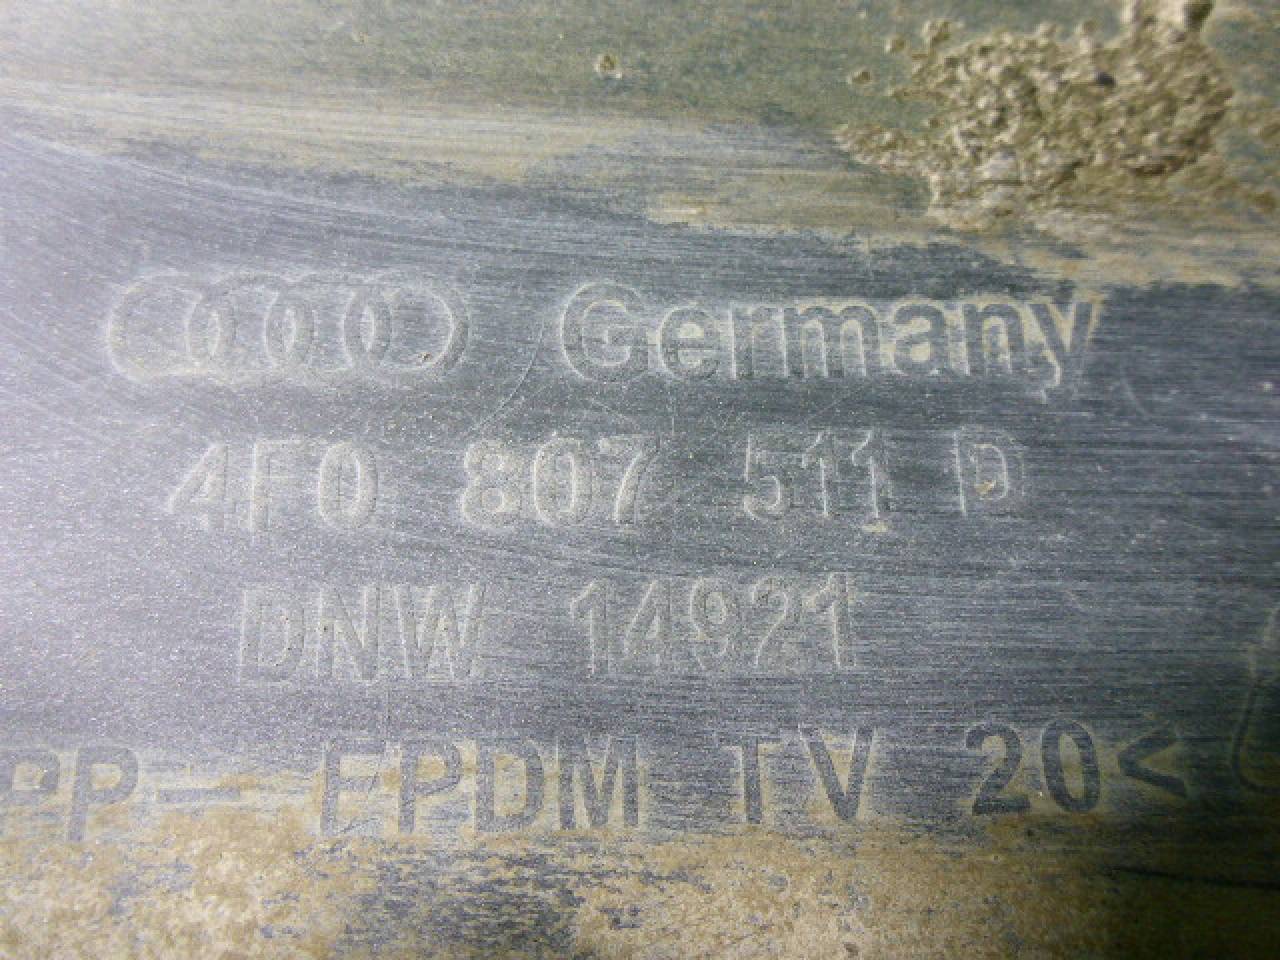 Germany
4F0 807 511 D
DNW 14921
PP-EPDM TV 20<